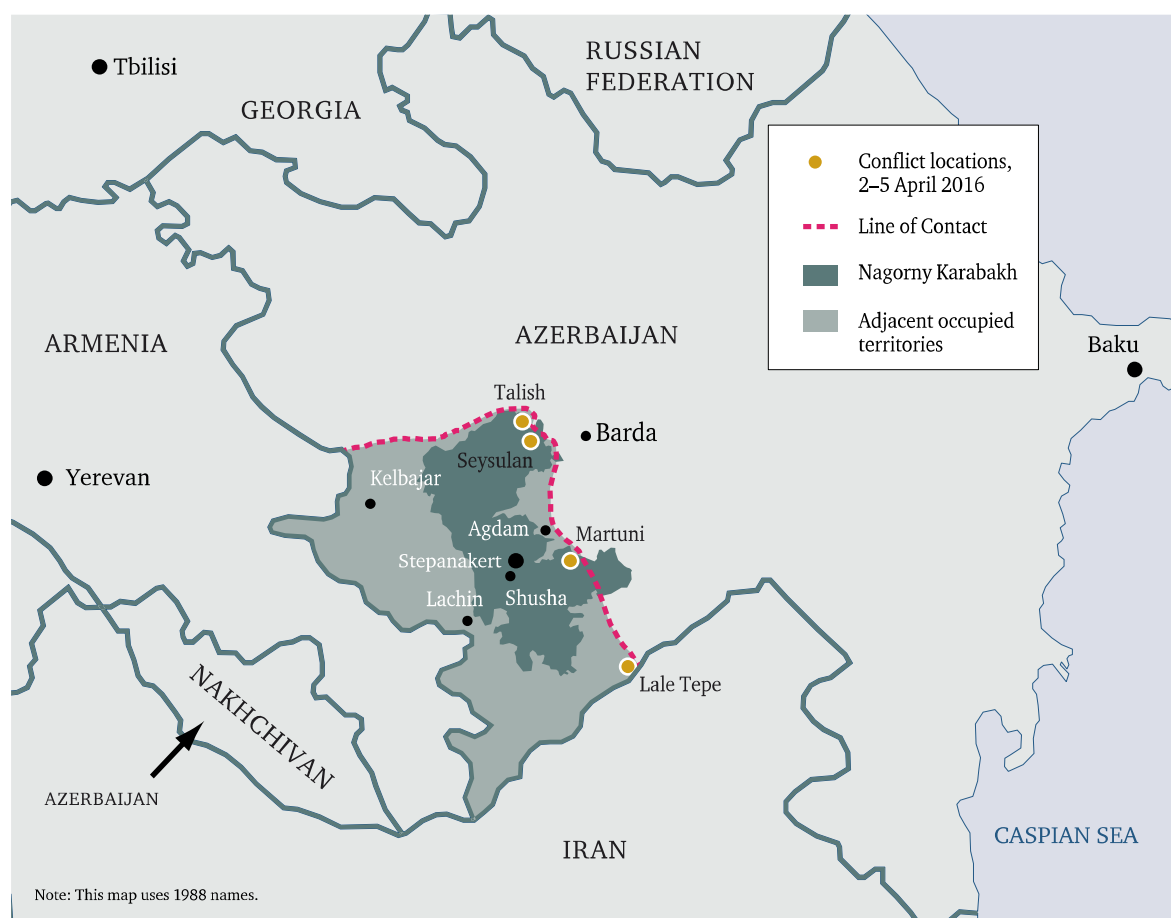 RUSSIAN
FEDERATION
Tbilisi
GEORGIA
Conflict locations,
2–5 April 2016
Line of Contact
Nagorny Karabakh
Adjacent occupied
territories
ARMENIA
AZERBAIJAN
Baku
Talish
Barda
Seysulan
Yerevan
Kelbajar
Agdam
Martuni
Stepanakert
Lachin
Shusha
Lale Tepe
NAKHCHIVAN
AZERBAIJAN
CASPIAN SEA
IRAN
Note: This map uses 1988 names.